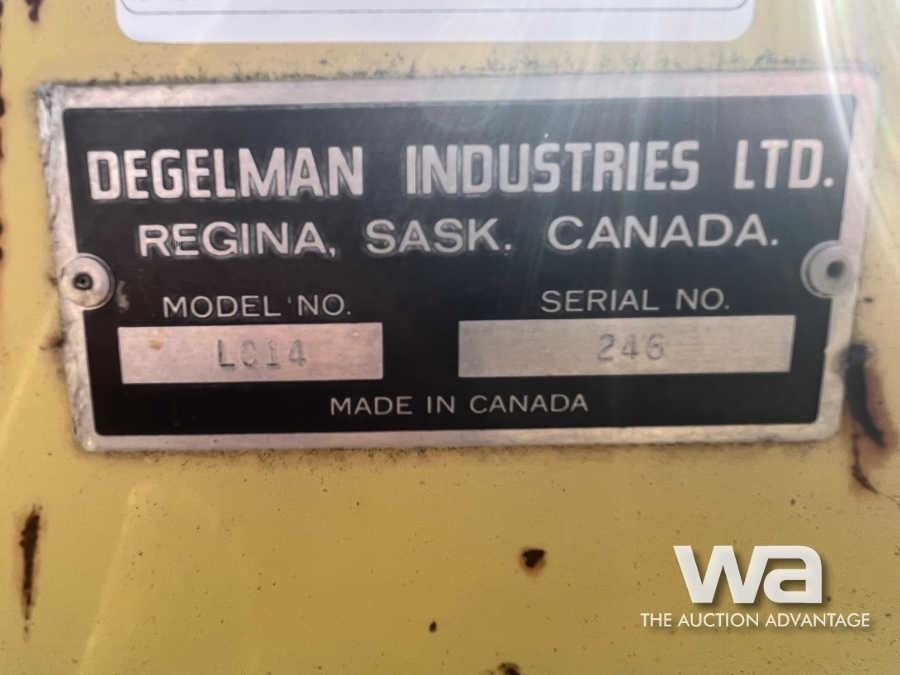 DEGELMAN INDUSTRIES LTD.
REGINA, SASK. CANADA.
MODEL NO.
SERIAL NO.
LC14
246
MADE IN CANADA
wa
THE AUCTION ADVANTAGE